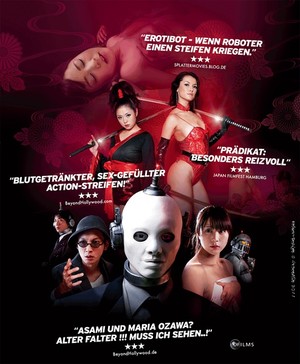 "EROTIBOT - WENN ROBOTER
EINEN STEIFEN KRIEGEN."
★★★
SPLATTERMOVIES.BLOG.DE
"PRÄDIKAT:
BESONDERS REIZVOLL"
★★★
JAPAN FILMFEST HAMBURG
"BLUTGETRÄNKTER, SEX-GEFÜLLTER
ACTION-STREIFEN!"
★★★
BeyondHollywood.com
"ASAMI UND MARIA OZAWA?
ALTER FALTER !!! MUSS ICH SEHEN..!"
★★★
BeyondHollywood.de
FILMS